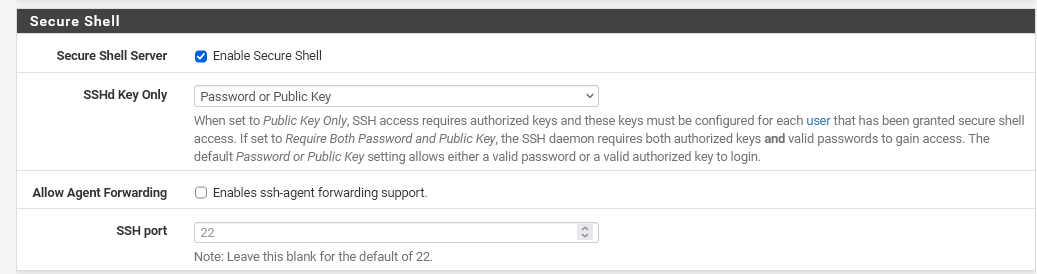 Secure Shell
Secure Shell Server
Enable Secure Shell
SSHd Key Only
Password or Public Key
When set to Public Key Only, SSH access requires authorized keys and these keys must be configured for each user that has been granted secure shell
access. If set to Require Both Password and Public Key, the SSH daemon requires both authorized keys and valid passwords to gain access. The
default Password or Public Key setting allows either a valid password or a valid authorized key to login.
Allow Agent Forwarding
Enables ssh-agent forwarding support.
SSH port
22
Note: Leave this blank for the default of 22.